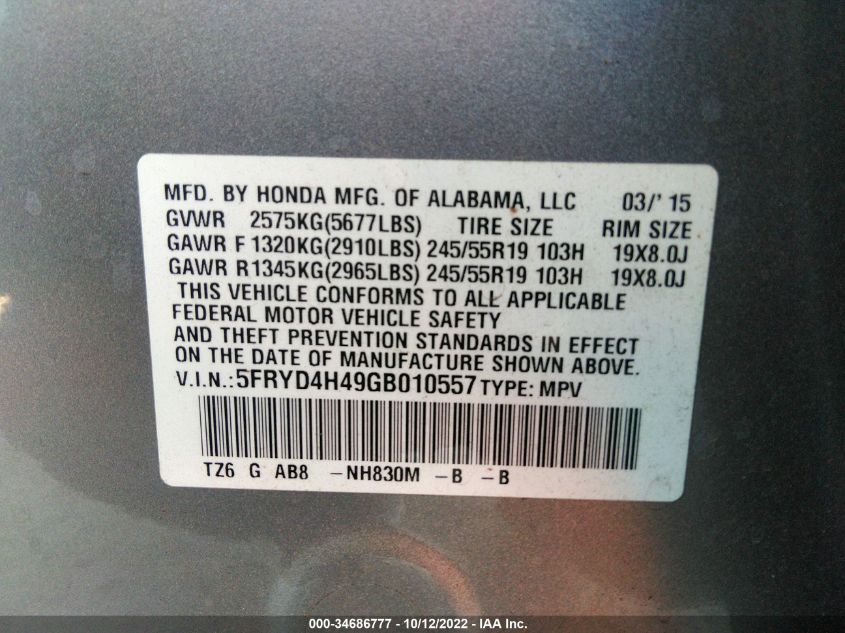 MFD. BY HONDA MFG. OF ALABAMA, LLC 03/' 15
GVWR 2575KG(5677LBS) TIRE SIZE RIM SIZE
GAWR F 1320KG(2910LBS) 245/55R19 103H 19X8.0J
GAWR R1345KG(2965LBS) 245/55R19 103H 19X8.0J
THIS VEHICLE CONFORMS TO ALL APPLICABLE
FEDERAL MOTOR VEHICLE SAFETY
AND THEFT PREVENTION STANDARDS IN EFFECT
ON THE DATE OF MANUFACTURE SHOWN ABOVE.
V.I.N.:5FRYD4H49GB010557 TYPE: MPV
TZ6 G AB8 -NH830M -B -B
000-34686777 - 10/12/2022 - IAA Inc.